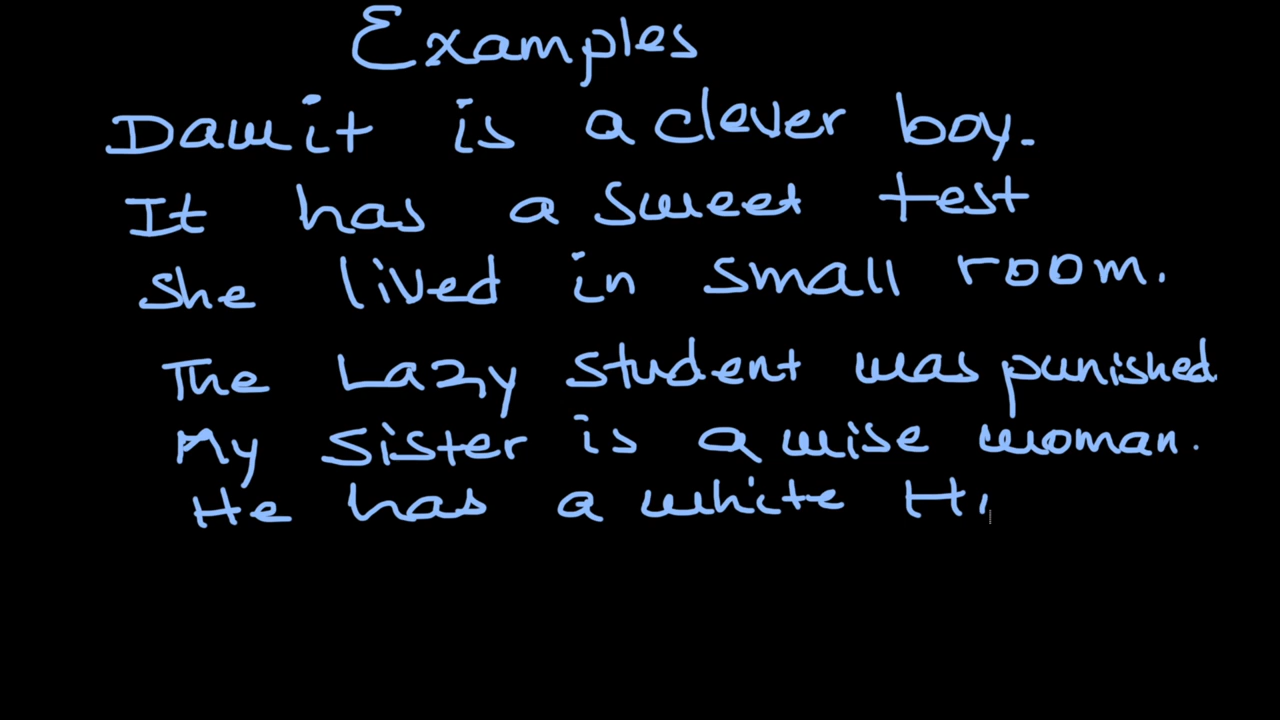 Examples
Dawit is a clever boy.
It has a sweet test
She lived in small room.
The Lazy student was punished.
My sister is a wise woman.
He has a white H